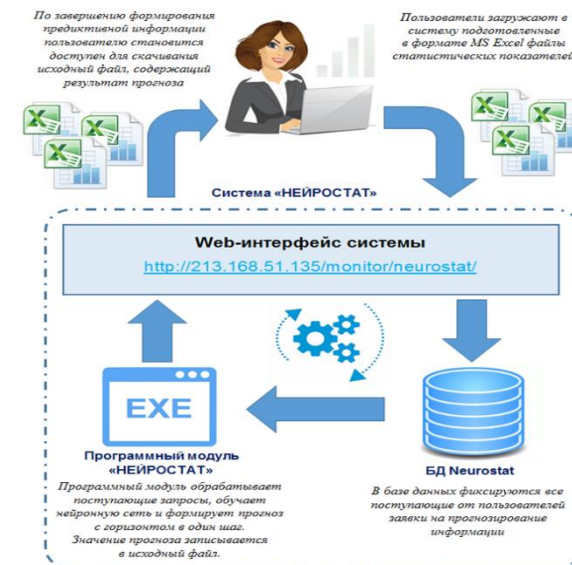 По завершению формирования
предиктивной информации
пользователю становится
доступен для скачивания
исходный файл, содержащий
результат прогноза
Пользователи загружают в
систему подготовленные
в формате MS Excel файлы
статистических показателей
Система «НЕЙРОСТАТ»
Web-интерфейс системы
http://213.168.51.135/monitor/neurostat/
EXE
Программный модуль
«НЕЙРОСТАТ»
Программный модуль обрабатывает
поступающие запросы, обучает
нейронную сеть и формирует прогноз
с горизонтом в один шаг.
Значение прогноза записывается
в исходный файл.
БД Neurostat
В базе данных фиксируются все
поступающие от пользователей
заявки на прогнозирование
информации